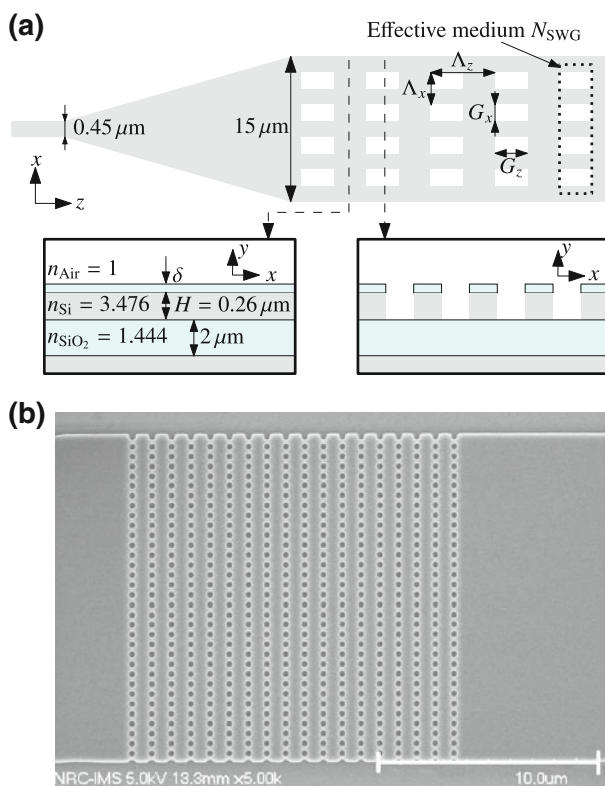 (a)
Effective medium N_SWG
Λ_z
Λ_x
G_x
G_z
0.45 μm
15 μm
x
z
n_Air = 1
δ
y
x
n_Si = 3.476
H = 0.26 μm
n_SiO₂ = 1.444
2 μm
y
x
(b)
NRC-IMS 5.0kV 13.3mm x5.00k
10.0um